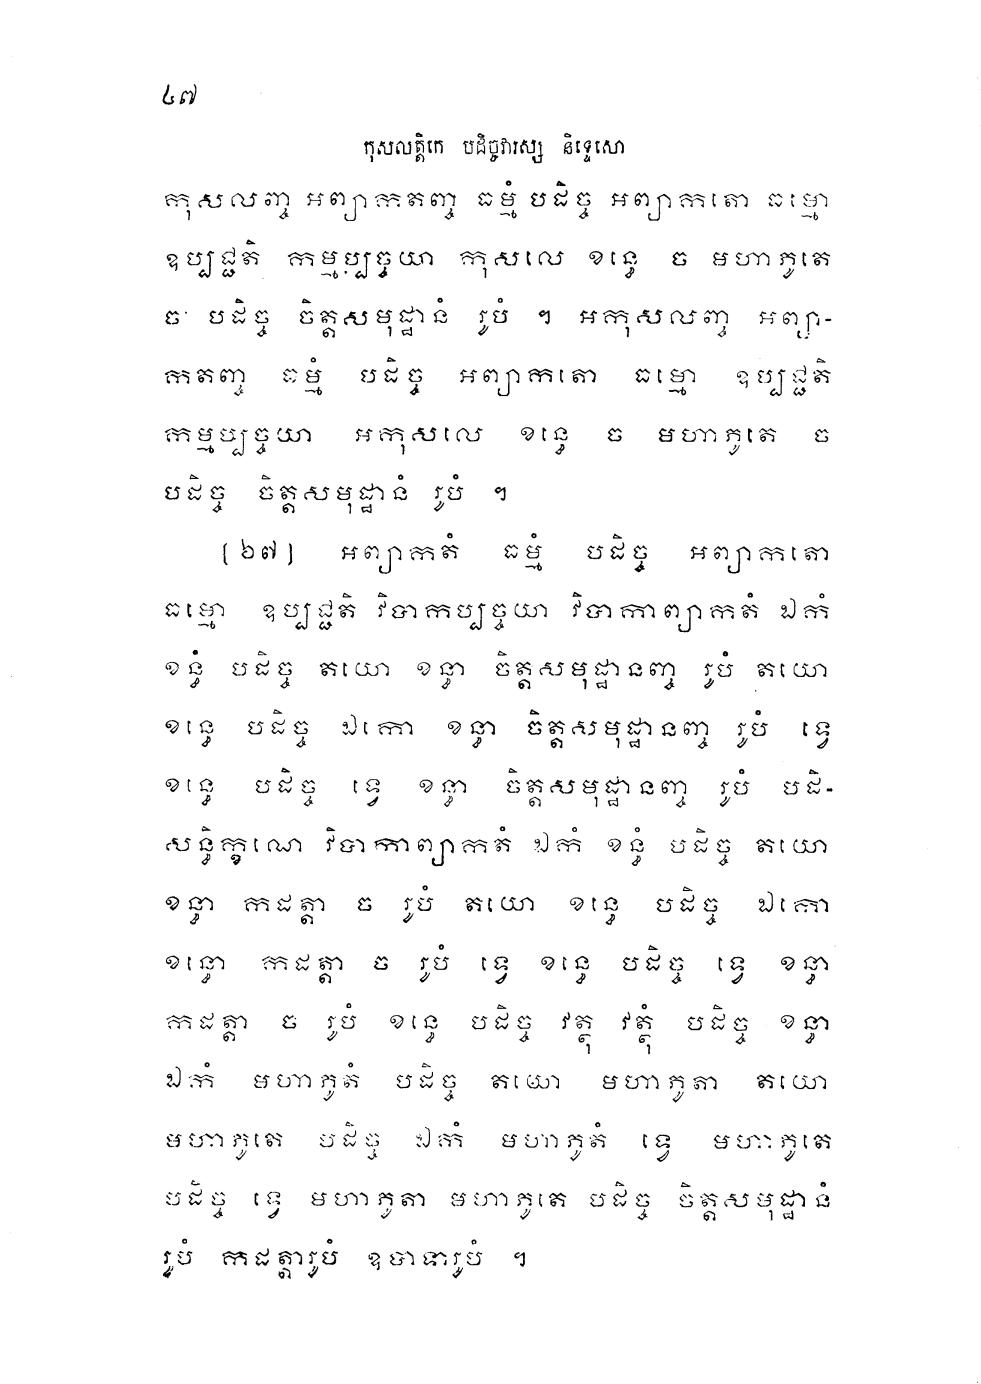 ៤៧
កុសលត្តិកេ បដិច្ចវារស្ស និទ្ទេសោ
កុសលញ្ច អព្យាកតញ្ច ធម្មំ បដិច្ច អព្យាកតោ ធម្មោ
ឧប្បជ្ជតិ កម្មប្បច្ចយា កុសលេ ខន្ធេ ច មហាភូតេ
ច បដិច្ច ចិត្តសមុដ្ឋានំ រូបំ ។ អកុសលញ្ច អព្យា-
កតញ្ច ធម្មំ បដិច្ច អព្យាកតោ ធម្មោ ឧប្បជ្ជតិ
កម្មប្បច្ចយា អកុសលេ ខន្ធេ ច មហាភូតេ ច
បដិច្ច ចិត្តសមុដ្ឋានំ រូបំ ។
[៦៧] អព្យាកតំ ធម្មំ បដិច្ច អព្យាកតោ
ធម្មោ ឧប្បជ្ជតិ វិបាកប្បច្ចយា វិបាកាព្យាកតំ ឯកំ
ខន្ធំ បដិច្ច តយោ ខន្ធា ចិត្តសមុដ្ឋានញ្ច រូបំ តយោ
ខន្ធេ បដិច្ច ឯកោ ខន្ធា ចិត្តសមុដ្ឋានញ្ច រូបំ ទ្វេ
ខន្ធេ បដិច្ច ទ្វេ ខន្ធា ចិត្តសមុដ្ឋានញ្ច រូបំ បដិ-
សន្ធិក្ខណេ វិបាកាព្យាកតំ ឯកំ ខន្ធំ បដិច្ច តយោ
ខន្ធា កដត្តា ច រូបំ តយោ ខន្ធេ បដិច្ច ឯកោ
ខន្ធោ កដត្តា ច រូបំ ទ្វេ ខន្ធេ បដិច្ច ទ្វេ ខន្ធា
កដត្តា ច រូបំ ខន្ធេ បដិច្ច វត្ថុ វត្ថុំ បដិច្ច ខន្ធា
ឯកំ មហាភូតំ បដិច្ច តយោ មហាភូតា តយោ
មហាភូតេ បដិច្ច ឯកំ មហាភូតំ ទ្វេ មហាភូតេ
បដិច្ច ទ្វេ មហាភូតា មហាភូតេ បដិច្ច ចិត្តសមុដ្ឋានំ
រូបំ កដត្តារូបំ ឧបាទារូបំ ។